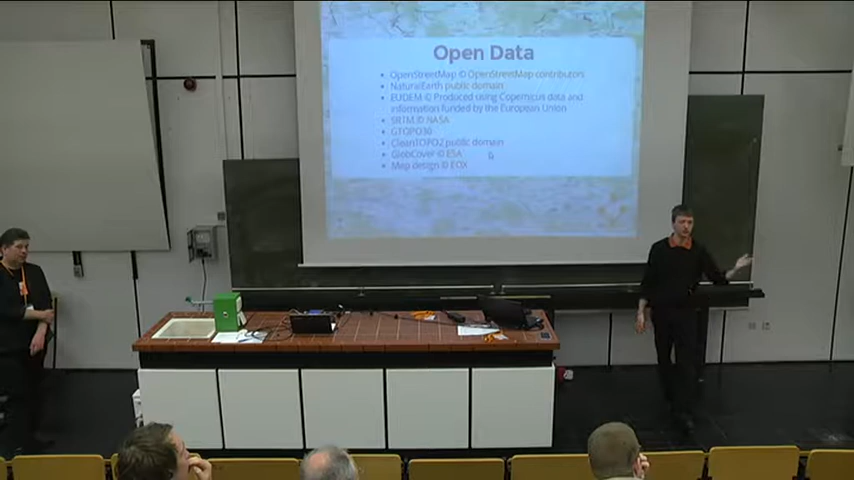 Open Data
• OpenStreetMap © OpenStreetMap contributors
• NaturalEarth public domain
• EUDEM © Produced using Copernicus data and
information funded by the European Union
• SRTM © NASA
• GTOPO30
• CleanTOPO2 public domain
• GlobCover © ESA
• Map design © EOX